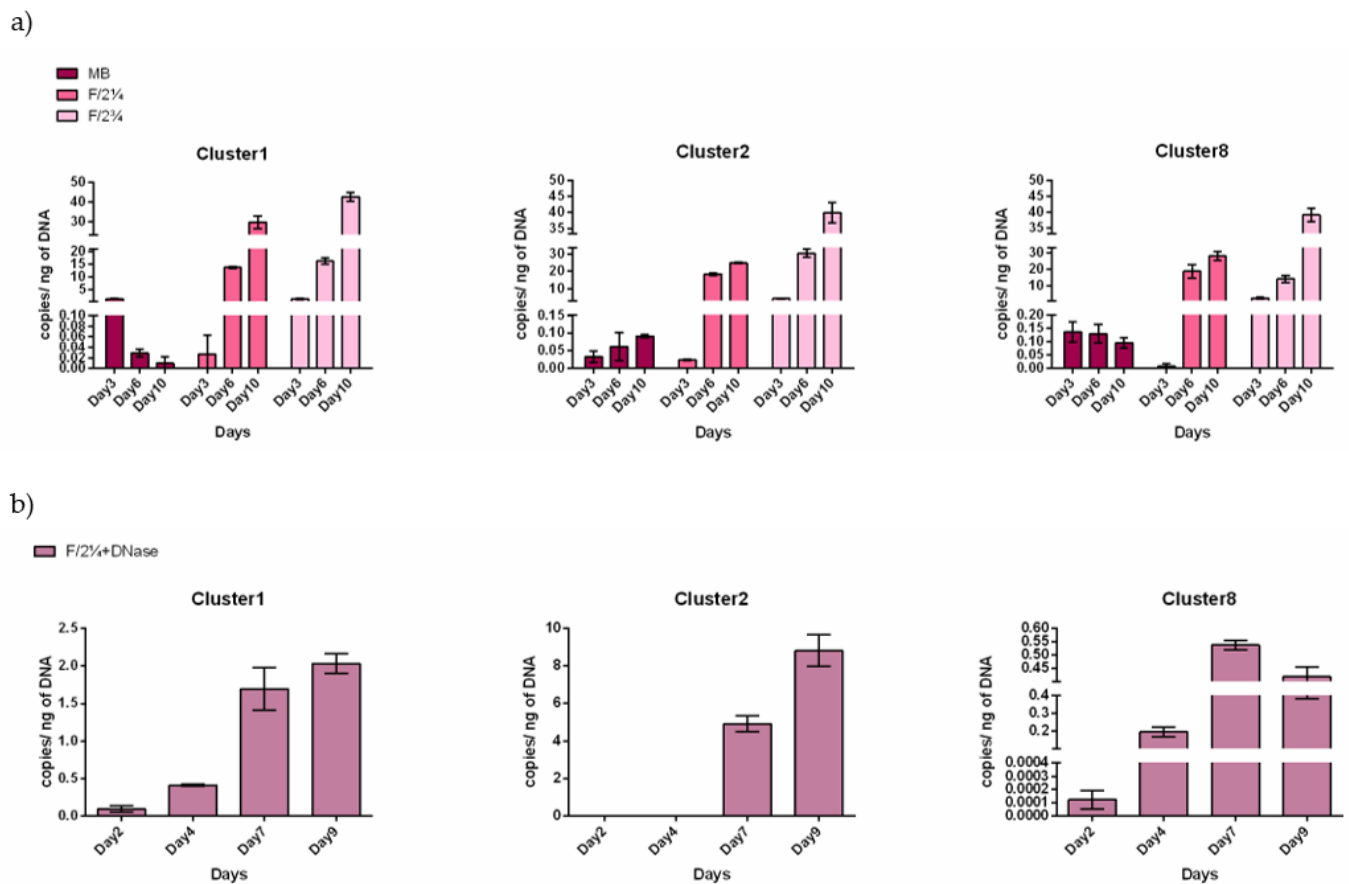 a)
MB
F/2¼
F/2¾
Cluster1
copies/ ng of DNA
50
40
30
20
15
10
5
0.10
0.08
0.06
0.04
0.02
0.00
Day3
Day6
Day10
Day3
Day6
Day10
Day3
Day6
Day10
Days
Cluster2
copies/ ng of DNA
50
45
40
35
30
20
10
0.15
0.10
0.05
0.00
Day3
Day6
Day10
Day3
Day6
Day10
Day3
Day6
Day10
Days
Cluster8
copies/ ng of DNA
50
45
40
35
30
20
10
0.20
0.15
0.10
0.05
0.00
Day3
Day6
Day10
Day3
Day6
Day10
Day3
Day6
Day10
Days
b)
F/2¼+DNase
Cluster1
copies/ ng of DNA
2.5
2.0
1.5
1.0
0.5
0.0
Day2
Day4
Day7
Day9
Days
Cluster2
copies/ ng of DNA
10
8
6
4
2
0
Day2
Day4
Day7
Day9
Days
Cluster8
copies/ ng of DNA
0.60
0.55
0.50
0.45
0.4
0.3
0.2
0.0004
0.0003
0.0002
0.0001
0.0000
Day2
Day4
Day7
Day9
Days